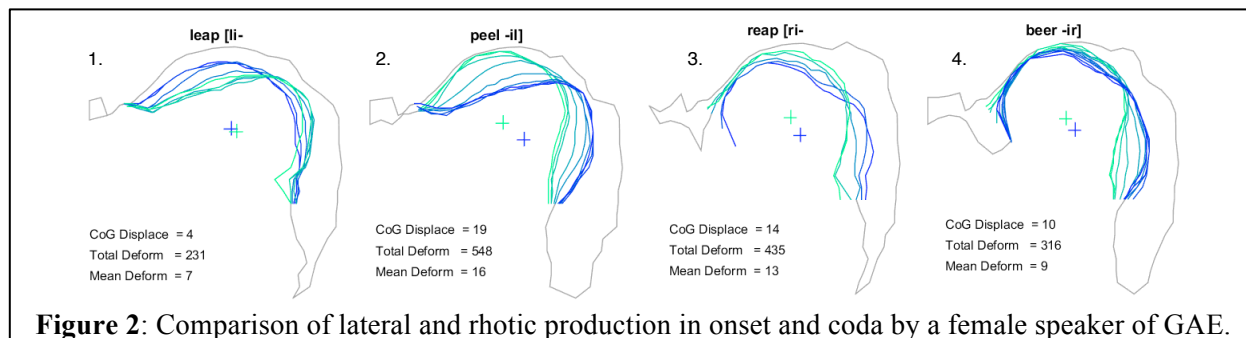 1.
leap [li-
CoG Displace = 4
Total Deform = 231
Mean Deform = 7
2.
peel -il]
CoG Displace = 19
Total Deform = 548
Mean Deform = 16
3.
reap [ri-
CoG Displace = 14
Total Deform = 435
Mean Deform = 13
4.
beer -ir]
CoG Displace = 10
Total Deform = 316
Mean Deform = 9
Figure 2: Comparison of lateral and rhotic production in onset and coda by a female speaker of GAE.